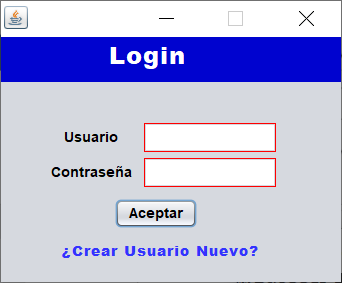 Login
Usuario
Contraseña
Aceptar
¿Crear Usuario Nuevo?